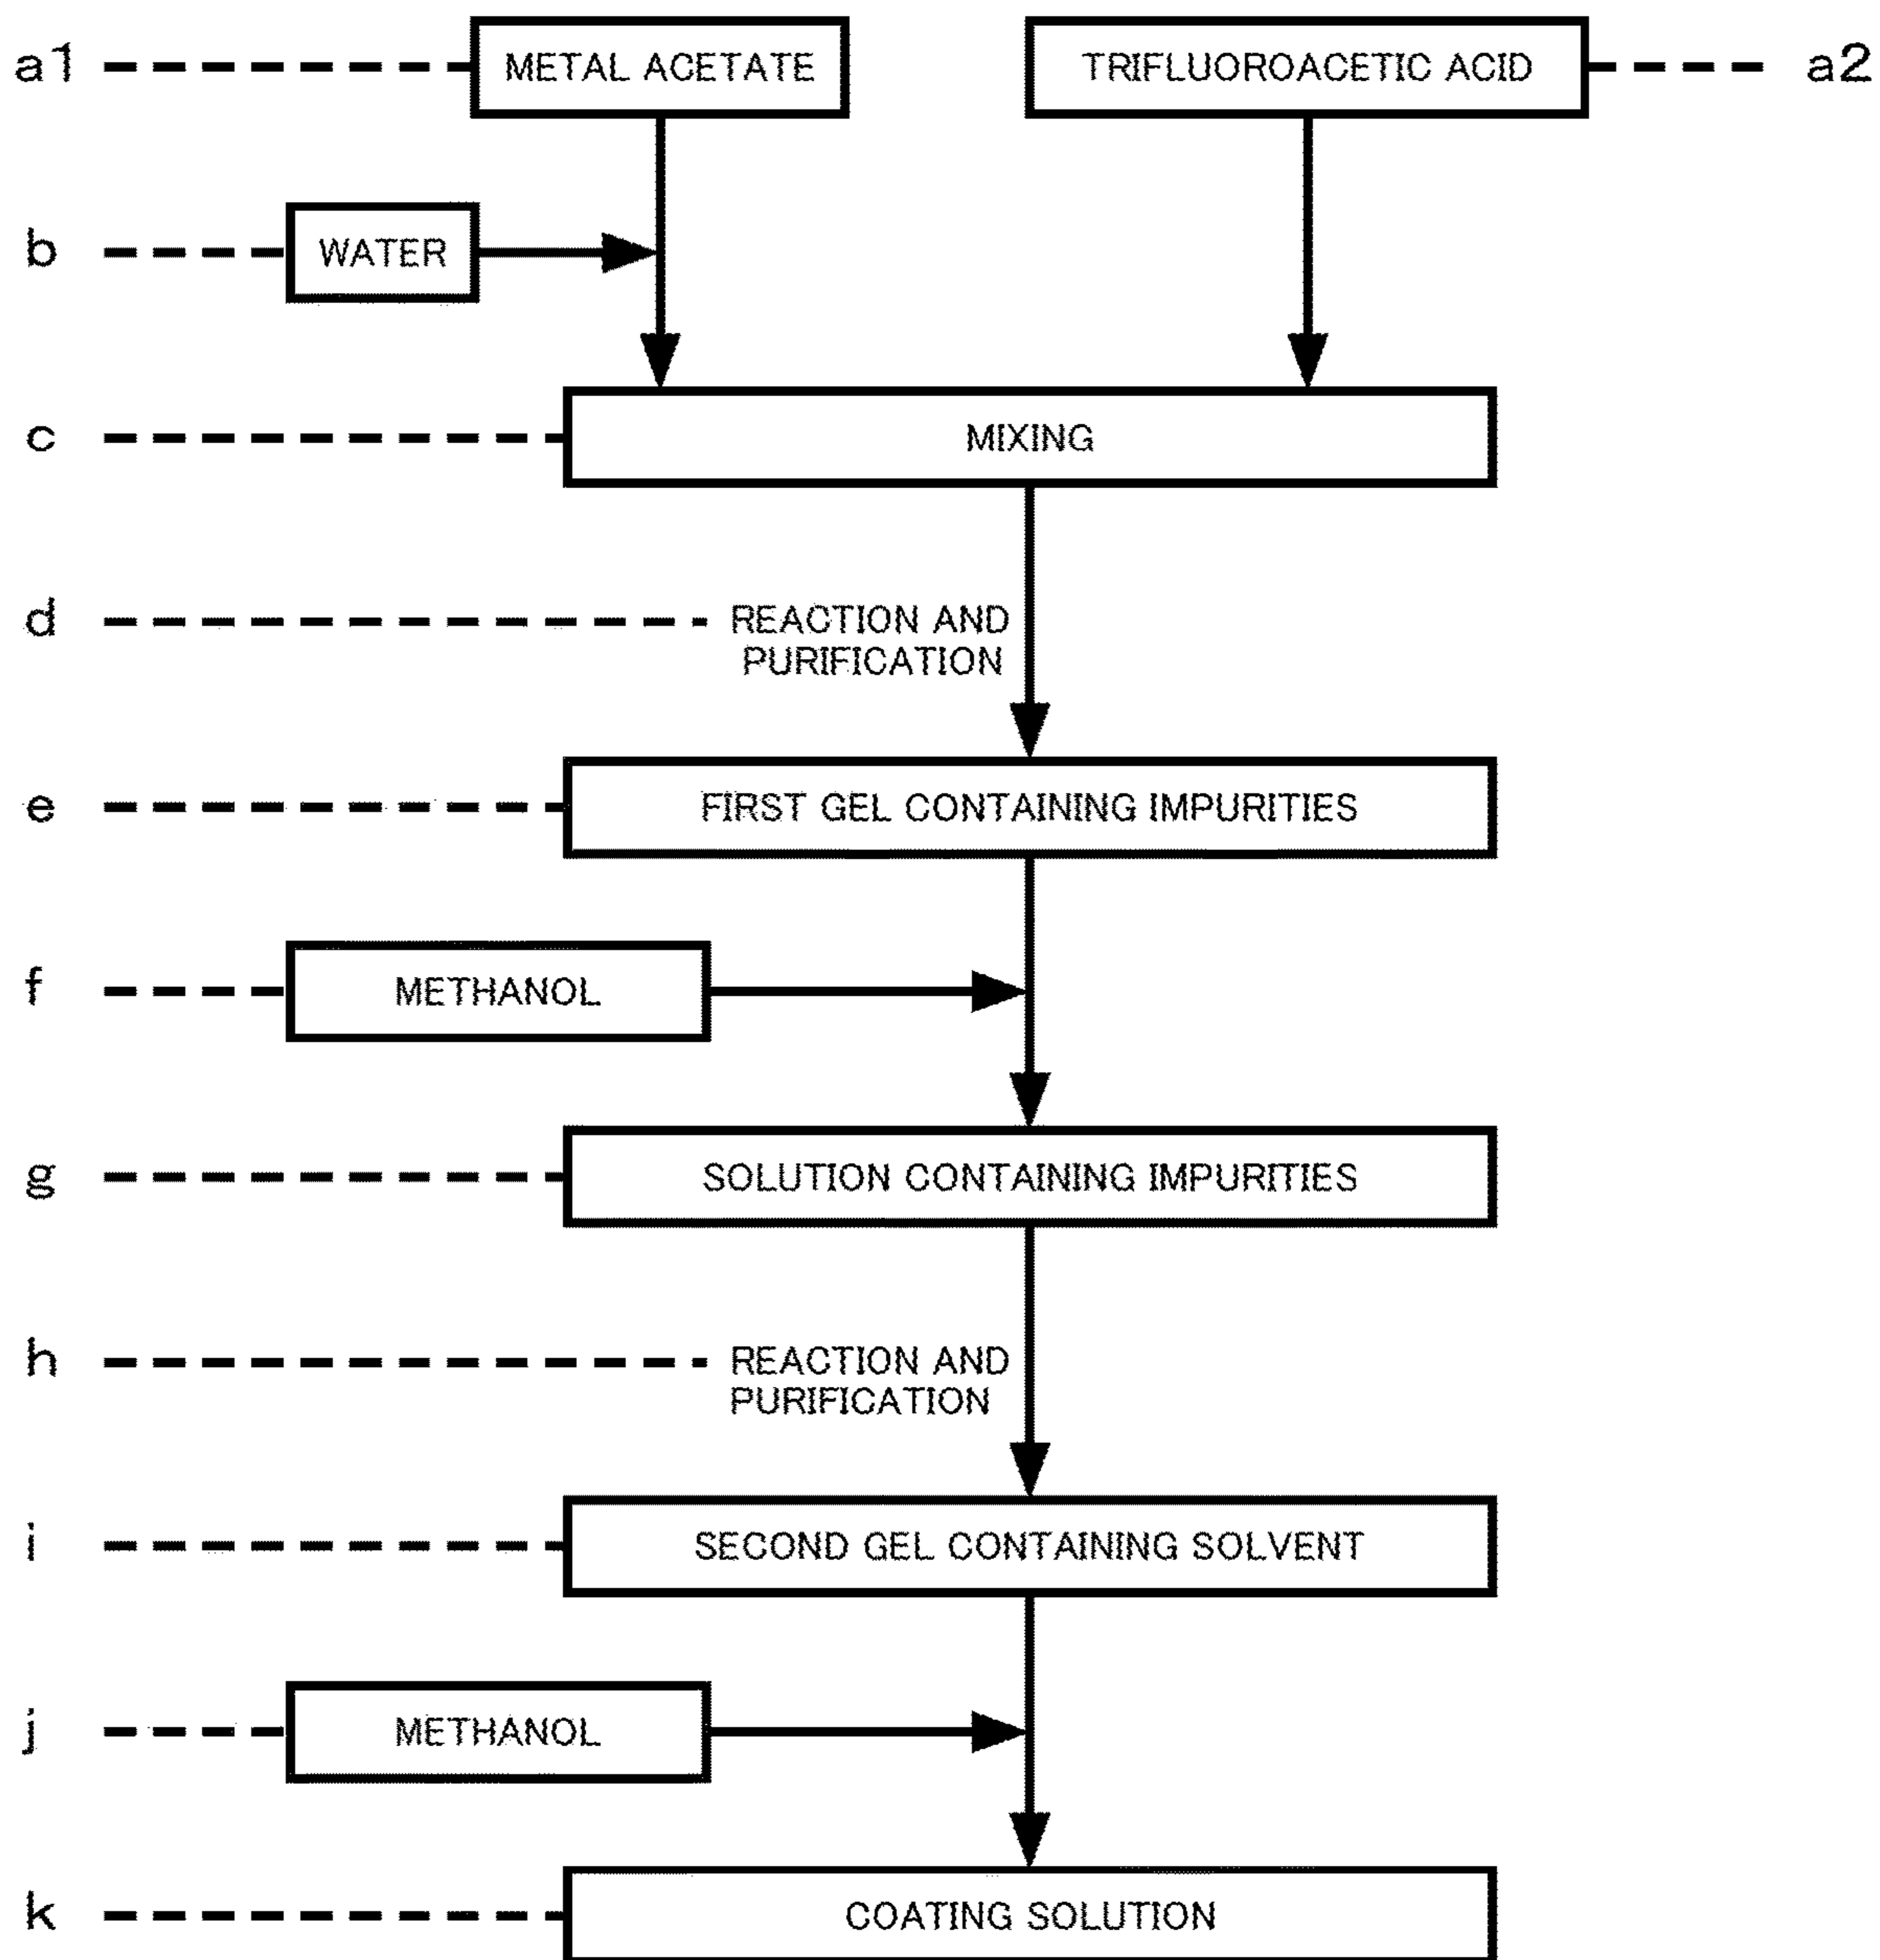 a1
METAL ACETATE
TRIFLUOROACETIC ACID
a2
b
WATER
c
MIXING
d
REACTION AND
PURIFICATION
e
FIRST GEL CONTAINING IMPURITIES
f
METHANOL
g
SOLUTION CONTAINING IMPURITIES
h
REACTION AND
PURIFICATION
i
SECOND GEL CONTAINING SOLVENT
j
METHANOL
k
COATING SOLUTION